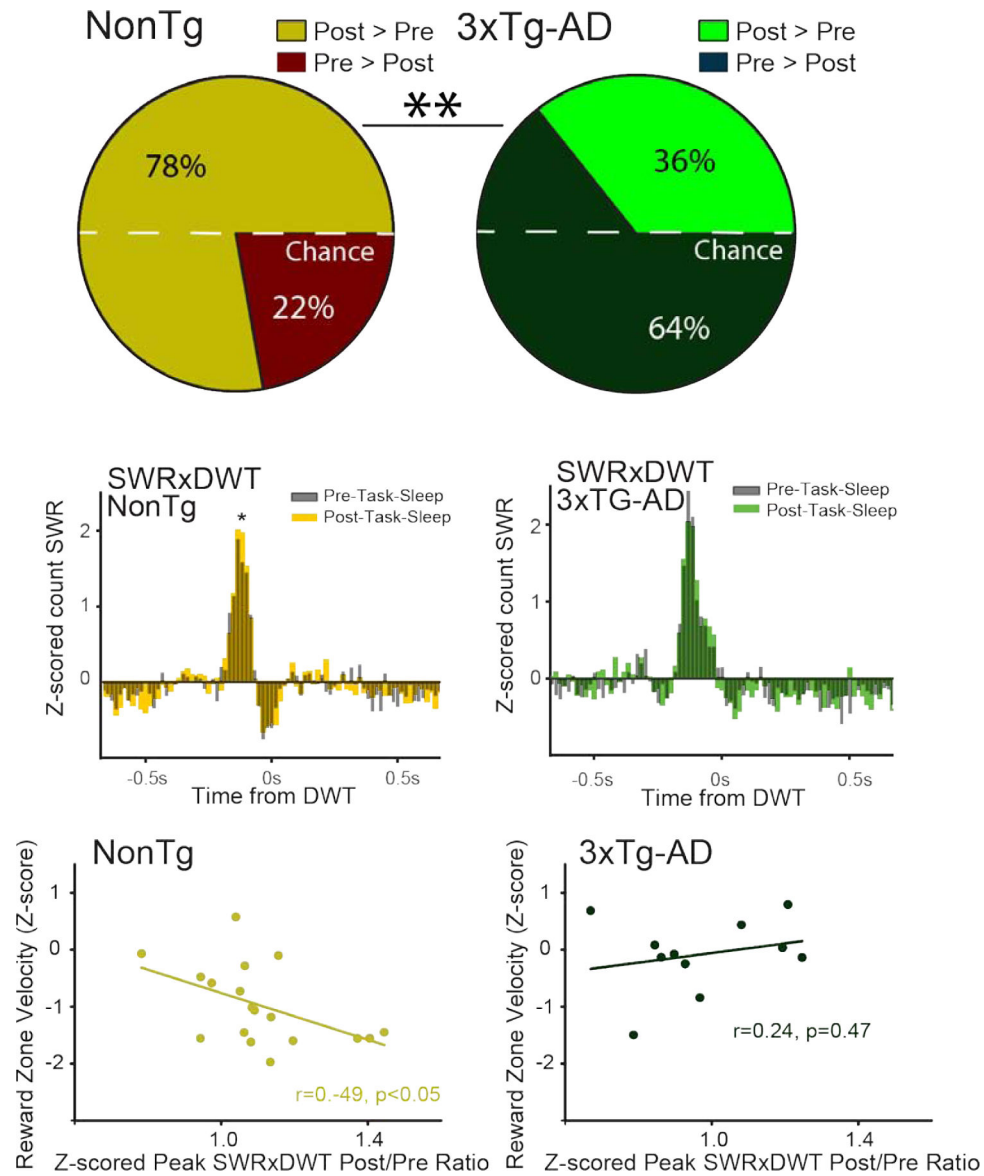 NonTg
Post > Pre
Pre > Post
3xTg-AD
Post > Pre
Pre > Post
**
78%
Chance
22%
36%
Chance
64%
SWRxDWT
NonTg
Pre-Task-Sleep
Post-Task-Sleep
*
Z-scored count SWR
2
1
0
-0.5s
0s
0.5s
Time from DWT
SWRxDWT
3xTG-AD
Pre-Task-Sleep
Post-Task-Sleep
Z-scored count SWR
2
1
0
-0.5s
0s
0.5s
Time from DWT
NonTg
Reward Zone Velocity (Z-score)
1
0
-1
-2
r=0.-49, p<0.05
1.0
1.4
Z-scored Peak SWRxDWT Post/Pre Ratio
3xTg-AD
Reward Zone Velocity (Z-score)
1
0
-1
-2
r=0.24, p=0.47
1.0
1.4
Z-scored Peak SWRxDWT Post/Pre Ratio